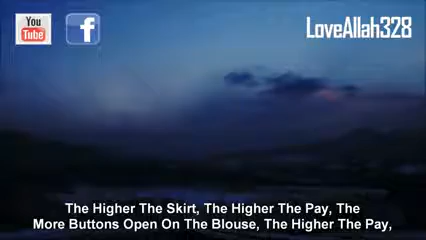 You
Tube
f
LoveAllah328
The Higher The Skirt, The Higher The Pay, The
More Buttons Open On The Blouse, The Higher The Pay,